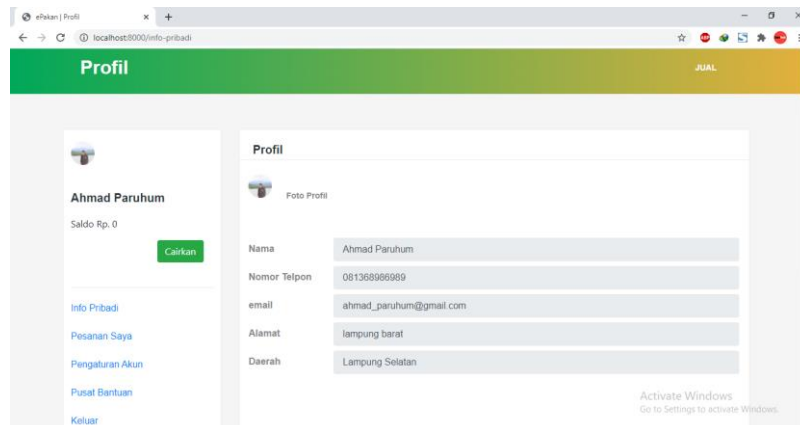 ePakan | Profil
localhost:8000/info-pribadi
Profil
JUAL
Ahmad Paruhum
Saldo Rp. 0
Cairkan
Info Pribadi
Pesanan Saya
Pengaturan Akun
Pusat Bantuan
Keluar
Profil
Foto Profil
Nama Ahmad Paruhum
Nomor Telpon 081368986989
email ahmad_paruhum@gmail.com
Alamat lampung barat
Daerah Lampung Selatan
Activate Windows
Go to Settings to activate Windows.